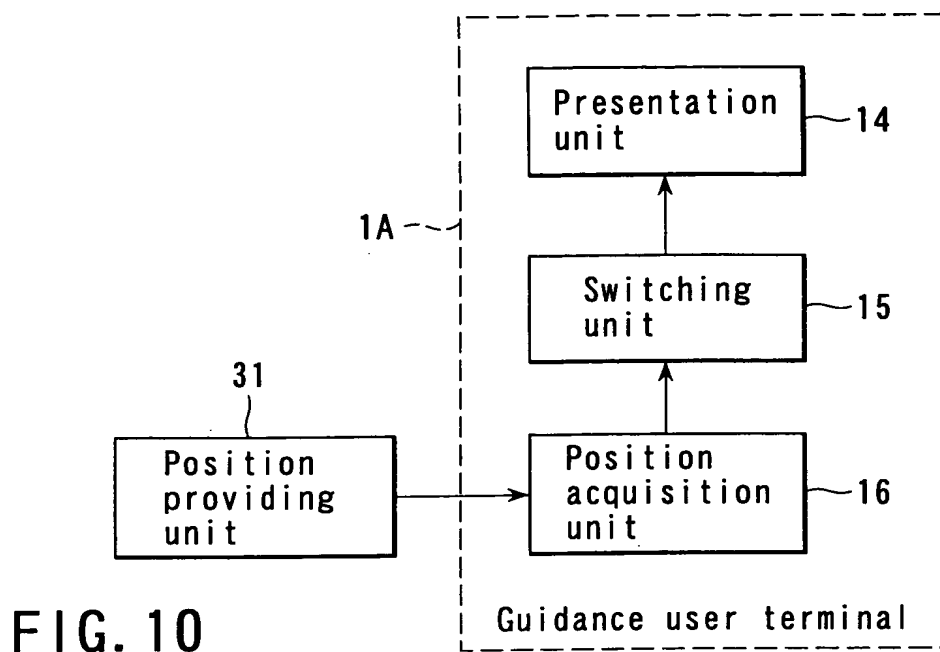 Presentation
unit
14
1A
Switching
unit
15
31
Position
providing
unit
Position
acquisition
unit
16
Guidance user terminal
FIG. 10